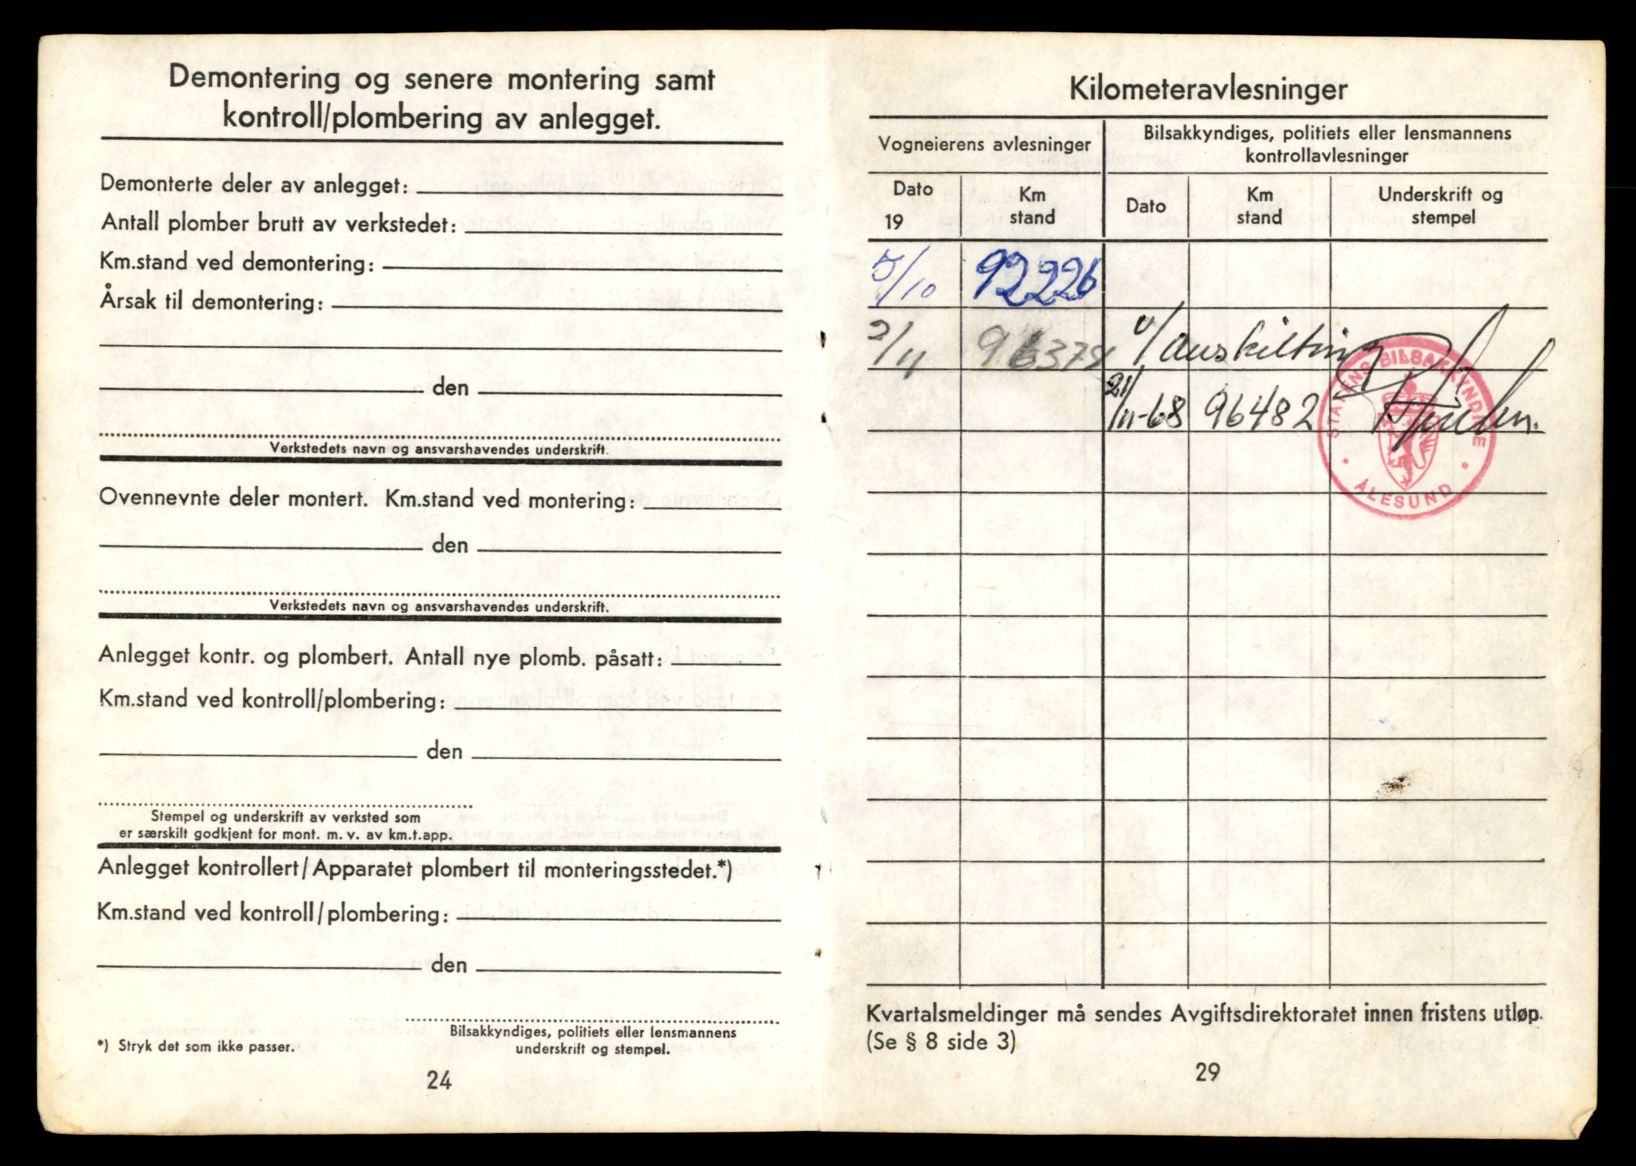 Demontering og senere montering samt
kontroll/plombering av anlegget.
Demonterte deler av anlegget:
Antall plomber brutt av verkstedet:
Km.stand ved demontering:
Årsak til demontering:
den
Verkstedets navn og ansvarshavendes underskrift.
Ovennevnte deler montert. Km.stand ved montering:
den
Verkstedets navn og ansvarshavendes underskrift.
Anlegget kontr. og plombert. Antall nye plomb. påsatt:
Km.stand ved kontroll/plombering:
den
Stempel og underskrift av verksted som
er særskilt godkjent for mont. m. v. av km.t.app.
Anlegget kontrollert/Apparatet plombert til monteringsstedet.*)
Km.stand ved kontroll/plombering:
den
Bilsakkyndiges, politiets eller lensmannens
underskrift og stempel.
*) Stryk det som ikke passer.
24
Kilometeravlesninger
Vogneierens avlesninger
Bilsakkyndiges, politiets eller lensmannens
kontrollavlesninger
Dato
19
Km
stand
Dato
Km
stand
Underskrift og
stempel
5/10 92226
2/11 v/avskilting
21/11-68 96482
STATENS BILSAKKYNDIGE
ÅLESUND
Kvartalsmeldinger må sendes Avgiftsdirektoratet innen fristens utløp.
(Se § 8 side 3)
29